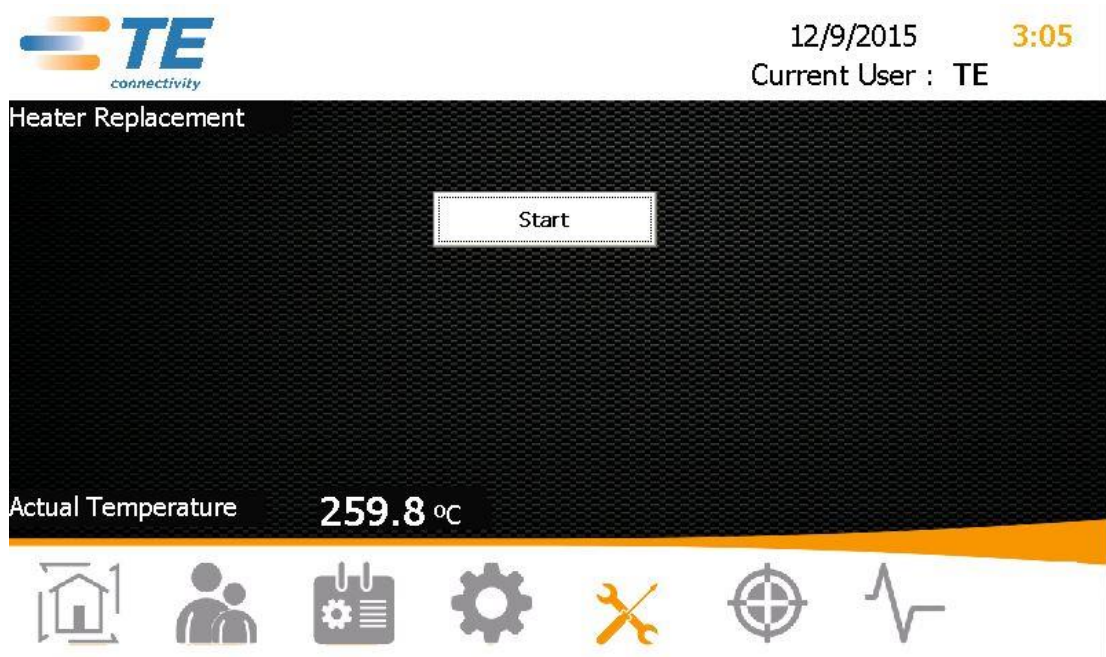 TE
connectivity
12/9/2015 3:05
Current User : TE
Heater Replacement
Start
Actual Temperature 259.8 ºC